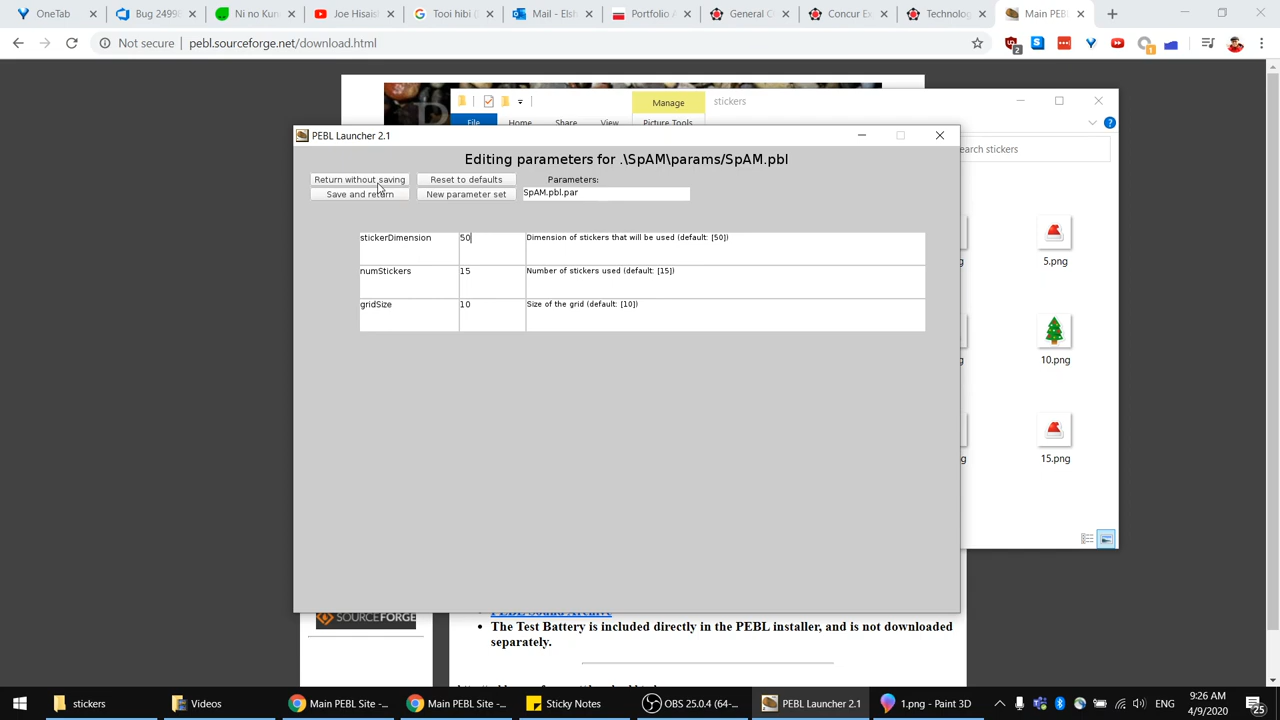 Bug 2499
Joe Hisaish
Tooi hibi C
Mail - En
Portfolio A
General C
Concur Ex
Technolog
Main PEBL
Not secure | pebl.sourceforge.net/download.html
2
1
Manage
stickers
File
Home
Share
View
Picture Tools
?
earch stickers
5.png
10.png
15.png
g
PEBL Launcher 2.1
Editing parameters for .\SpAM\params/SpAM.pbl
Return without saving
Reset to defaults
Parameters:
Save and return
New parameter set
SpAM.pbl.par
stickerDimension
50
Dimension of stickers that will be used (default: [50])
numStickers
15
Number of stickers used (default: [15])
gridSize
10
Size of the grid (default: [10])
SOURCEFORGE
PEBL Sound Archive
The Test Battery is included directly in the PEBL installer, and is not downloaded
separately.
stickers
Videos
Main PEBL Site -...
Main PEBL Site -...
Sticky Notes
OBS 25.0.4 (64-...
PEBL Launcher 2.1
1.png - Paint 3D
ENG
9:26 AM
4/9/2020
25